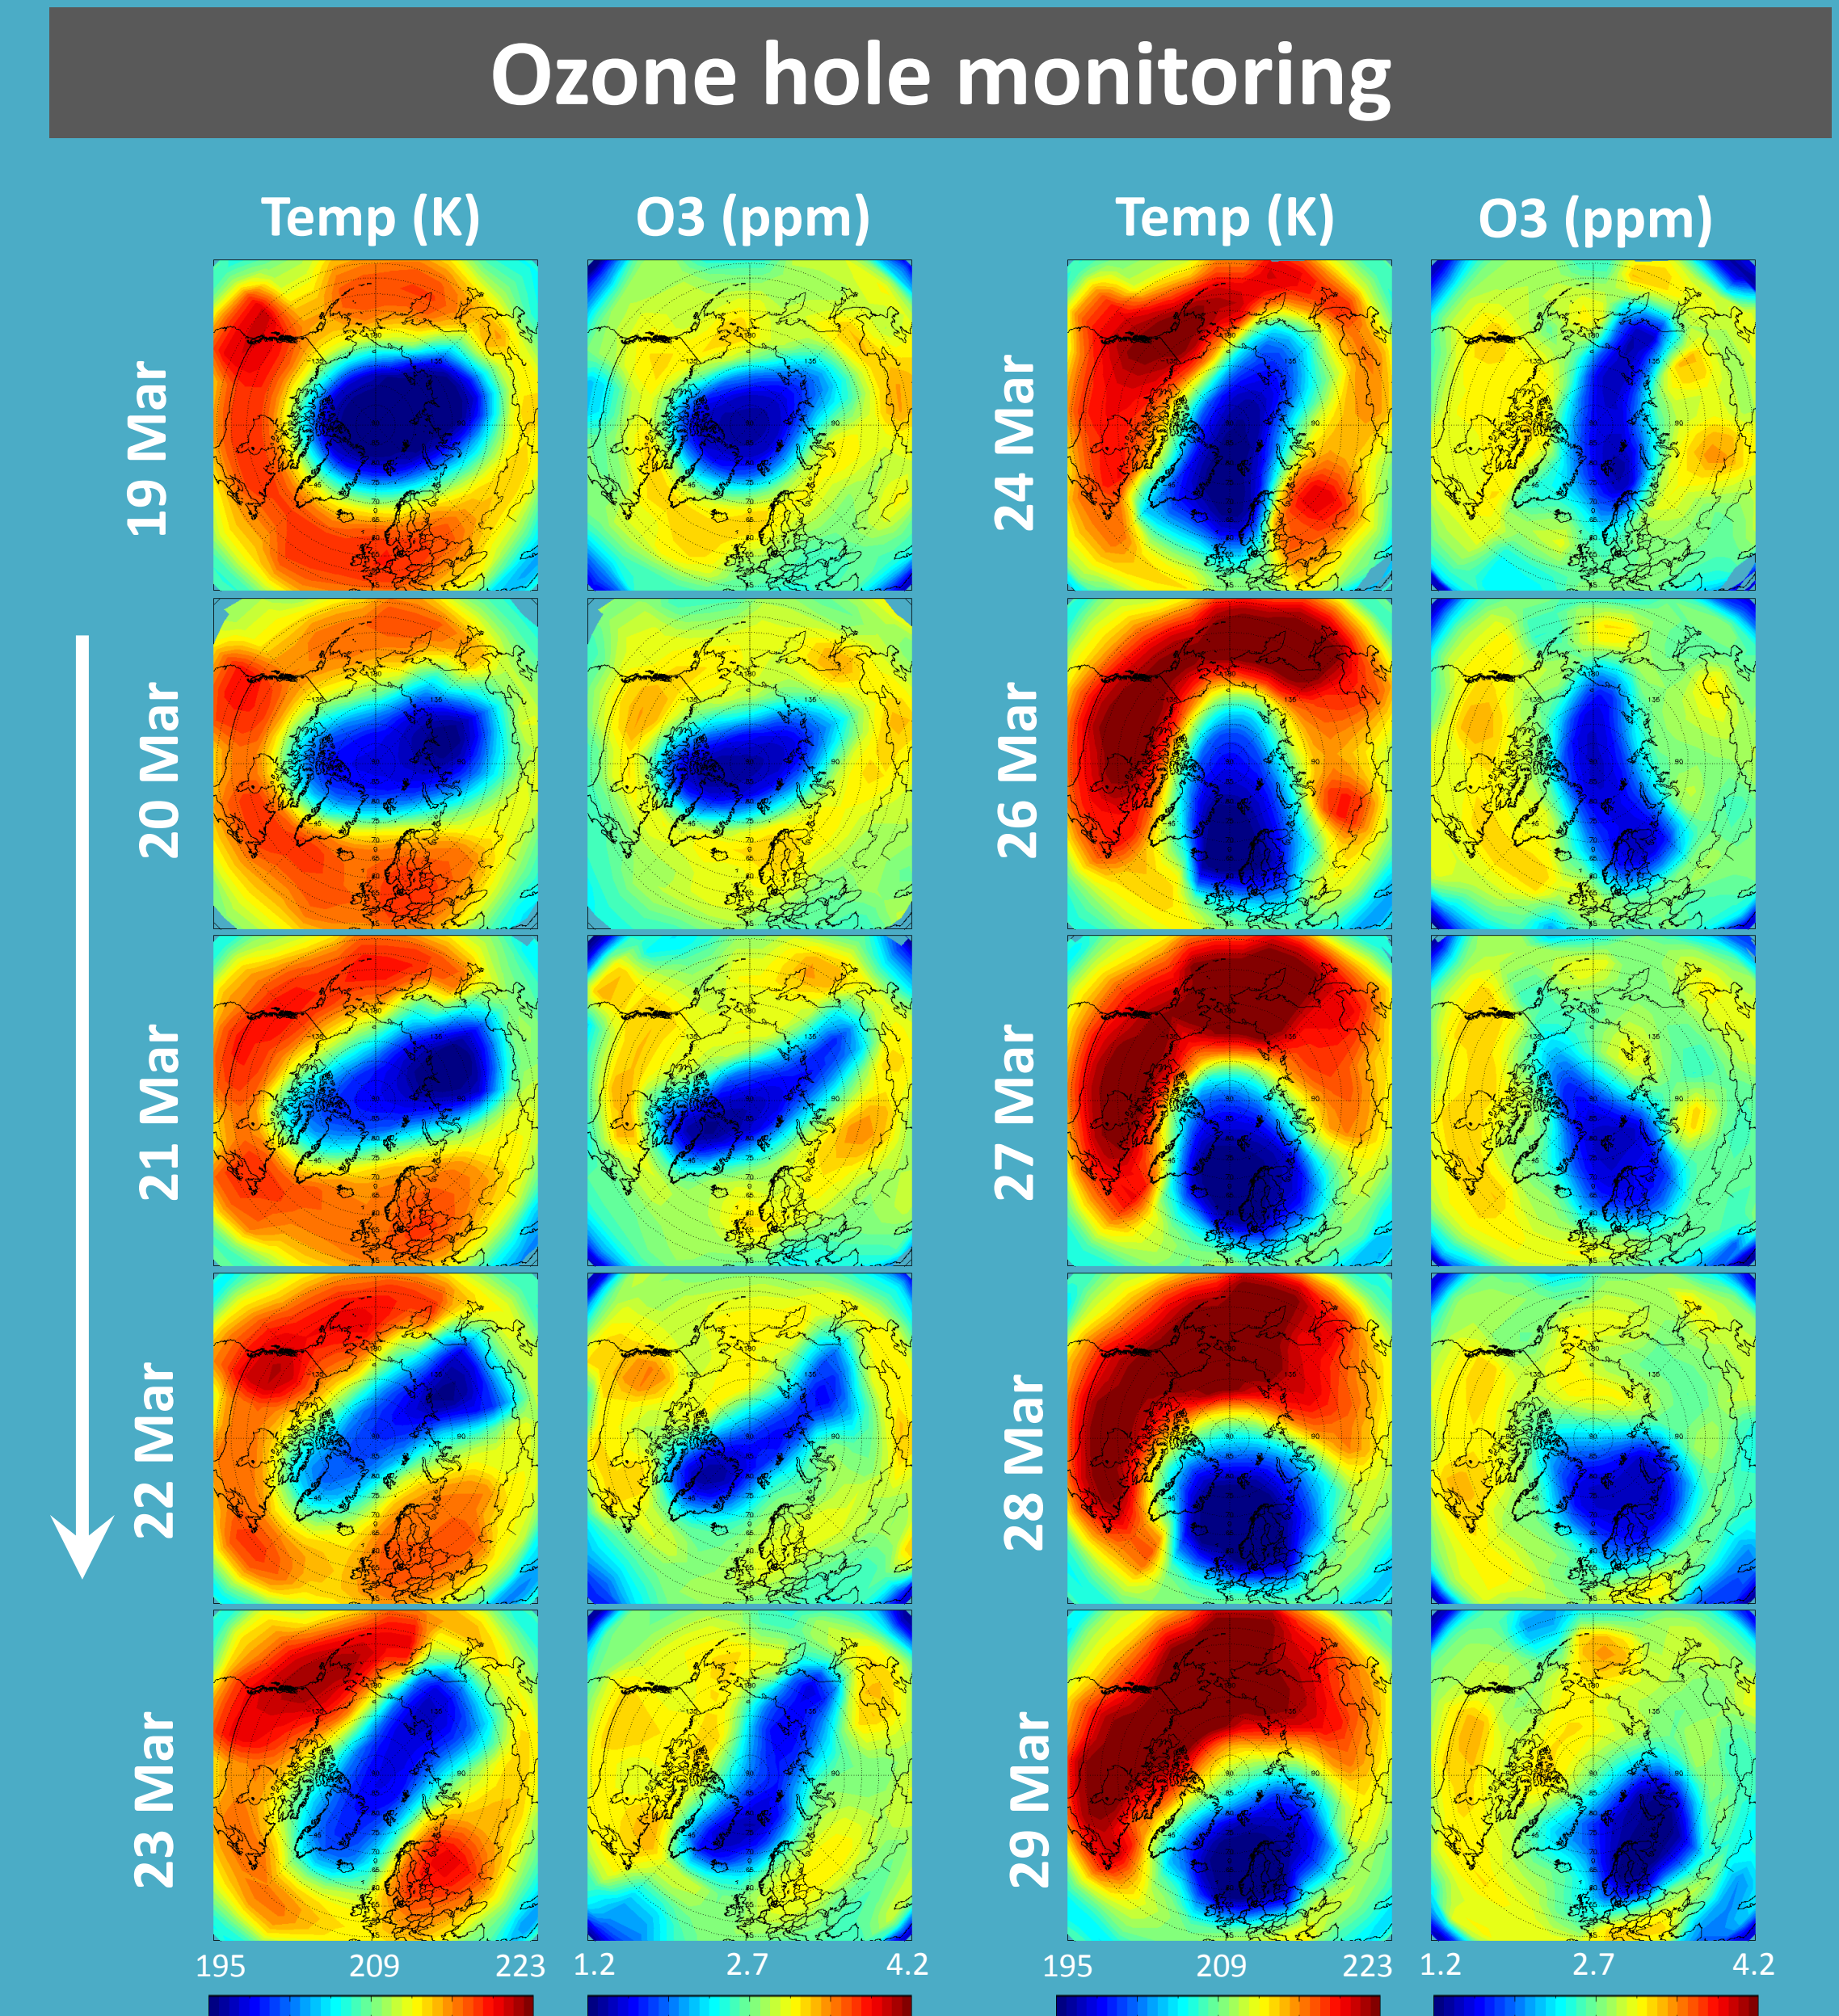 Ozone hole monitoring
Temp (K) O3 (ppm) Temp (K) O3 (ppm)
19 Mar 24 Mar
20 Mar 26 Mar
21 Mar 27 Mar
22 Mar 28 Mar
23 Mar 29 Mar
195 209 223 1.2 2.7 4.2 195 209 223 1.2 2.7 4.2